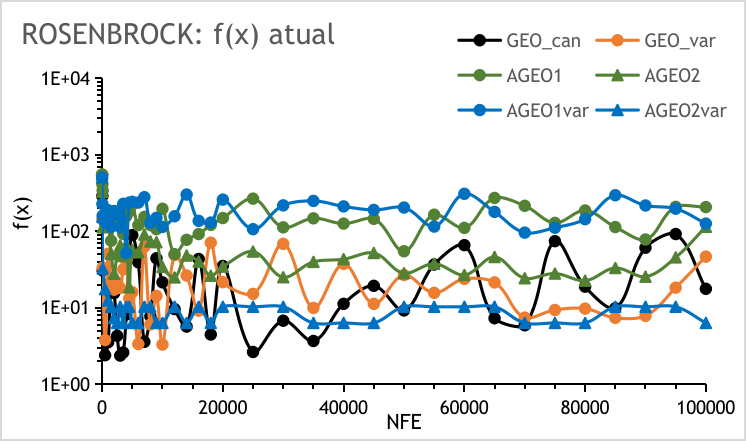 ROSENBROCK: f(x) atual
GEO_can GEO_var
AGEO1 AGEO2
AGEO1var AGEO2var
1E+04
1E+03
1E+02
1E+01
1E+00
f(x)
0 20000 40000 60000 80000 100000
NFE